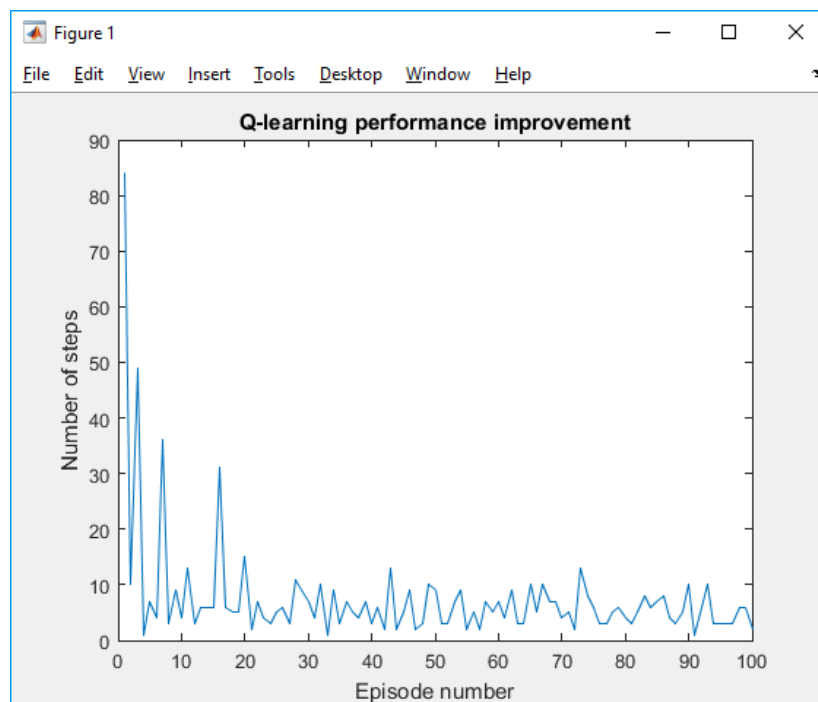 Figure 1
File Edit View Insert Tools Desktop Window Help
Q-learning performance improvement
90
80
70
60
50
40
30
20
10
0
Number of steps
0 10 20 30 40 50 60 70 80 90 100
Episode number